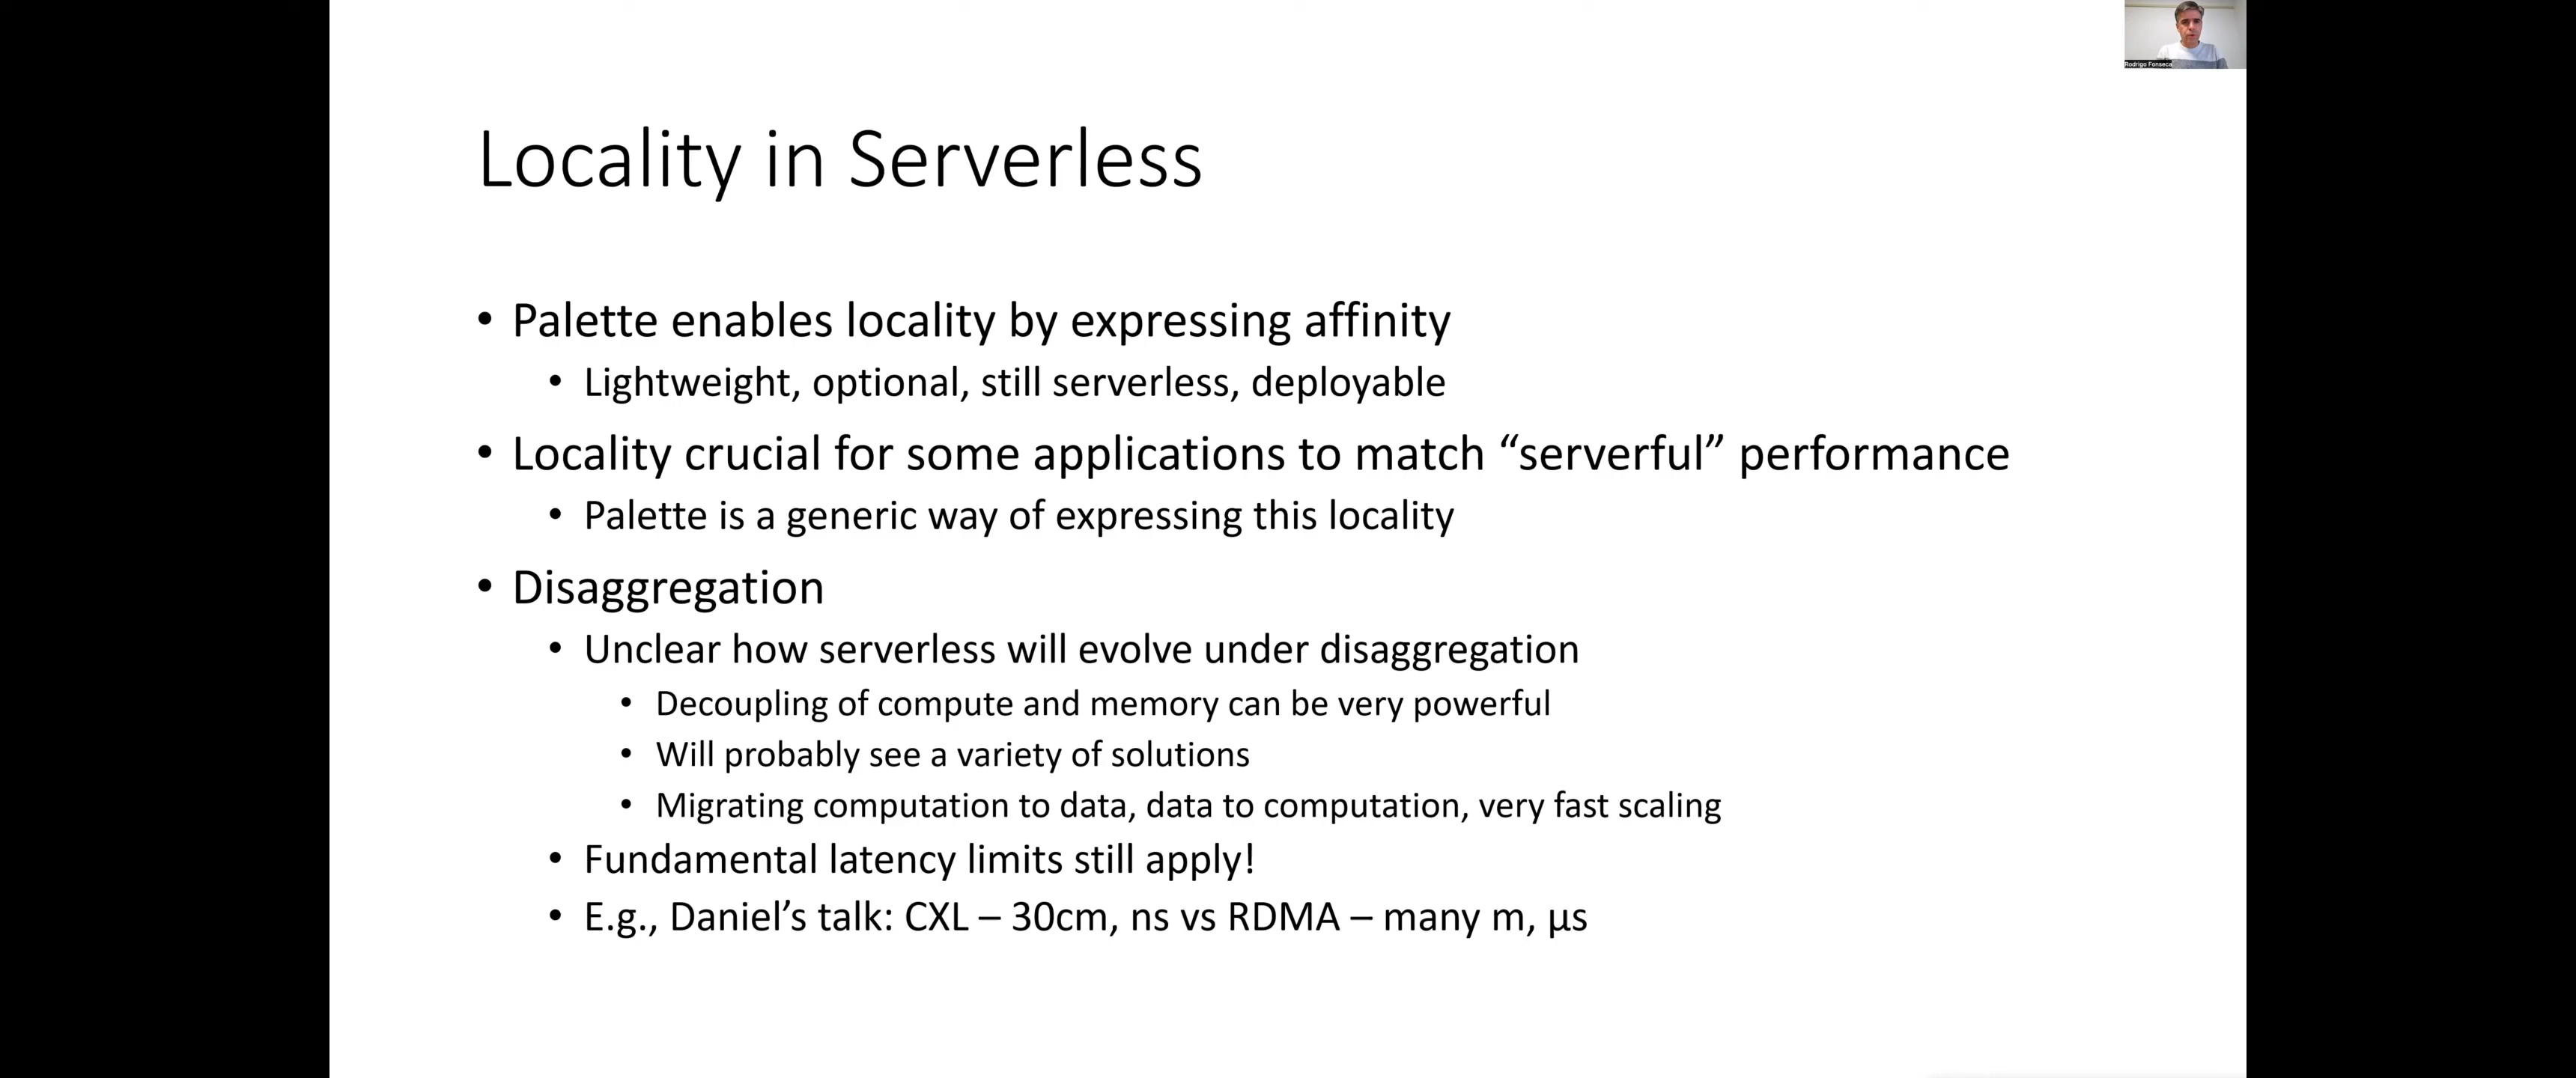 Rodrigo Fonseca
Locality in Serverless
• Palette enables locality by expressing affinity
• Lightweight, optional, still serverless, deployable
• Locality crucial for some applications to match “serverful” performance
• Palette is a generic way of expressing this locality
• Disaggregation
• Unclear how serverless will evolve under disaggregation
• Decoupling of compute and memory can be very powerful
• Will probably see a variety of solutions
• Migrating computation to data, data to computation, very fast scaling
• Fundamental latency limits still apply!
• E.g., Daniel’s talk: CXL – 30cm, ns vs RDMA – many m, µs